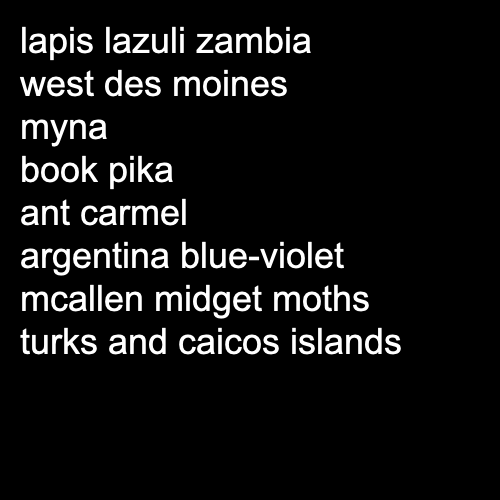 lapis lazuli zambia
west des moines
myna
book pika
ant carmel
argentina blue-violet
mcallen midget moths
turks and caicos islands